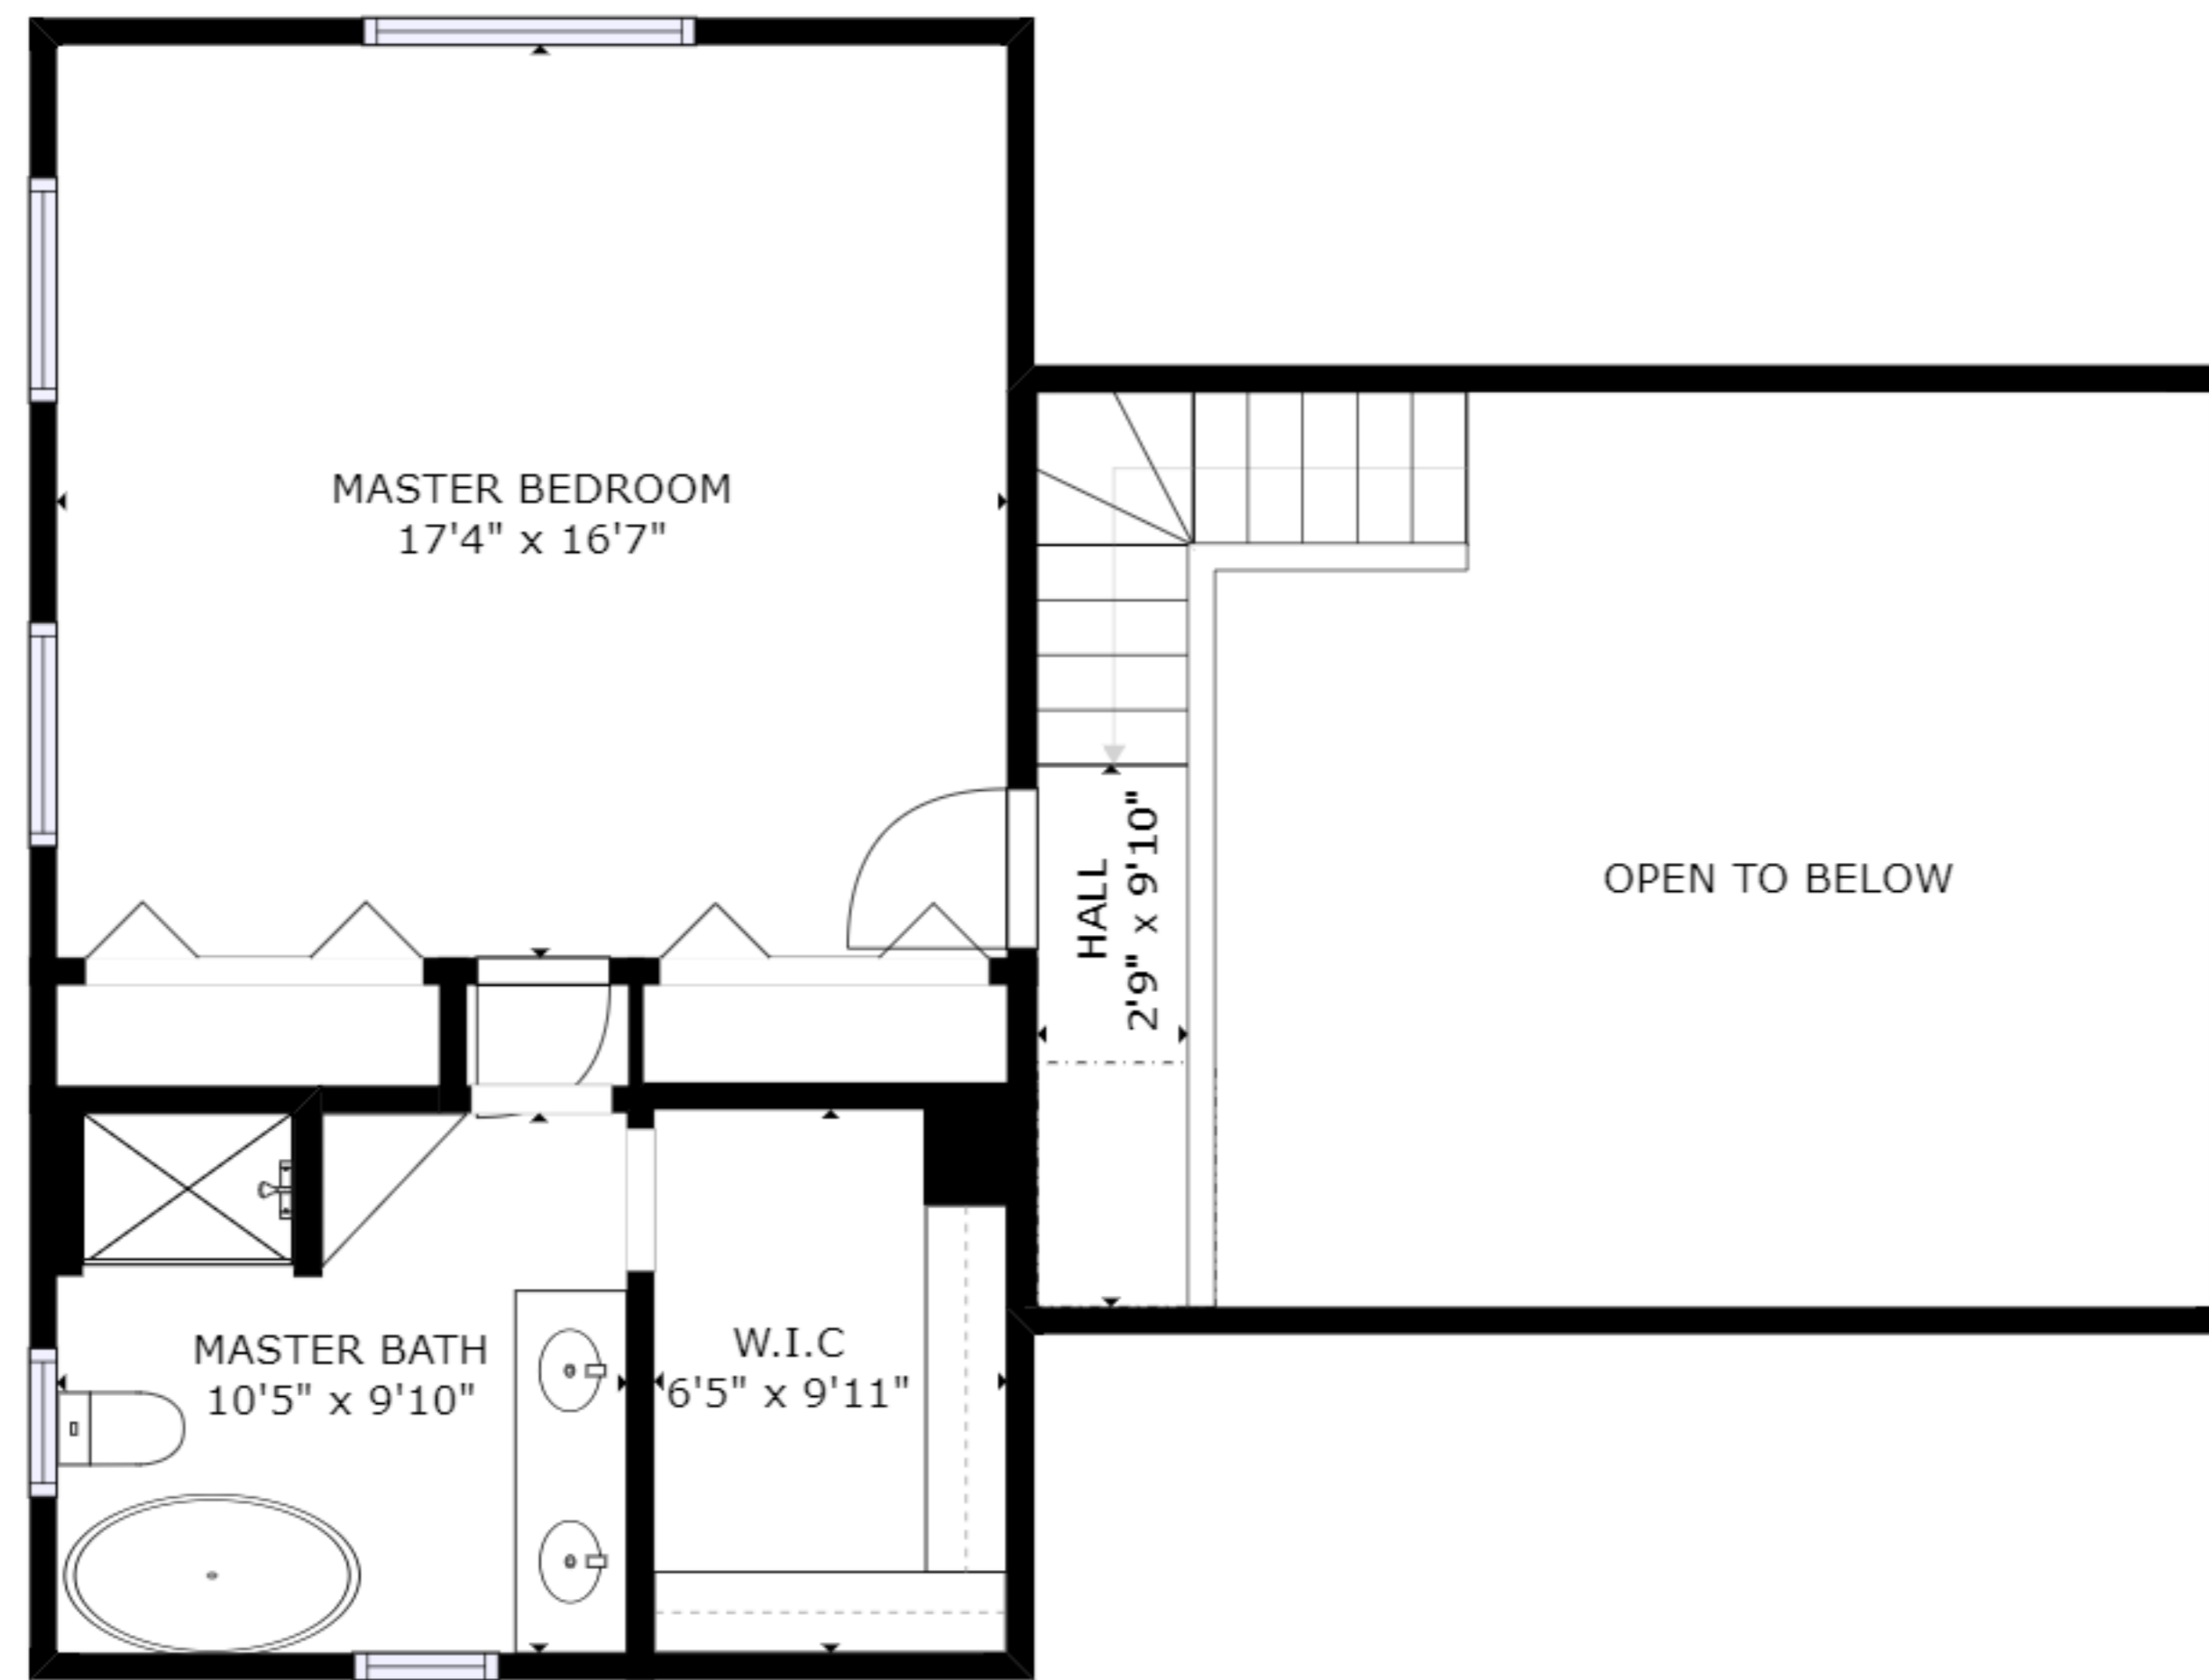 MASTER BEDROOM
17'4" x 16'7"
HALL
2'9" x 9'10"
OPEN TO BELOW
MASTER BATH
10'5" x 9'10"
W.I.C
6'5" x 9'11"